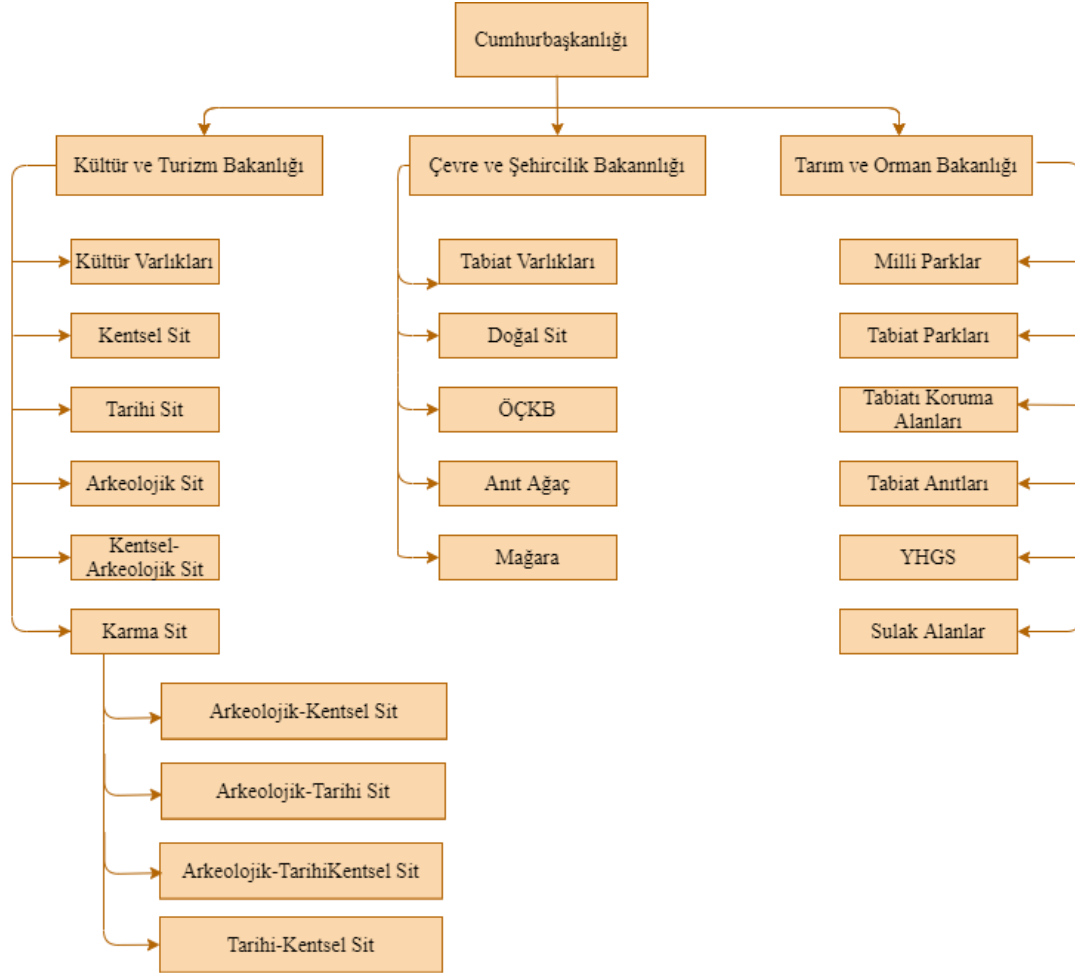 Cumhurbaşkanlığı
Kültür ve Turizm Bakanlığı
Çevre ve Şehircilik Bakannlığı
Tarım ve Orman Bakanlığı
Kültür Varlıkları
Kentsel Sit
Tarihi Sit
Arkeolojik Sit
Kentsel-
Arkeolojik Sit
Karma Sit
Arkeolojik-Kentsel Sit
Arkeolojik-Tarihi Sit
Arkeolojik-TarihiKentsel Sit
Tarihi-Kentsel Sit
Tabiat Varlıkları
Doğal Sit
ÖÇKB
Anıt Ağaç
Mağara
Milli Parklar
Tabiat Parkları
Tabiatı Koruma
Alanları
Tabiat Anıtları
YHGS
Sulak Alanlar